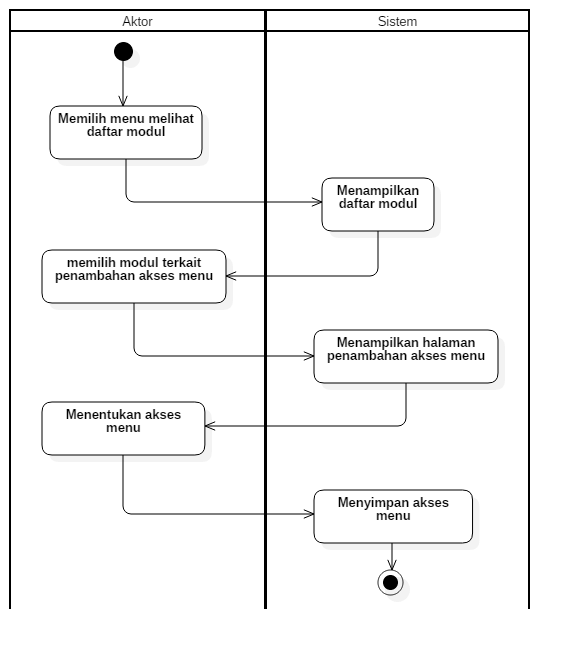 Aktor
Sistem
Memilih menu melihat
daftar modul
Menampilkan
daftar modul
memilih modul terkait
penambahan akses menu
Menampilkan halaman
penambahan akses menu
Menentukan akses
menu
Menyimpan akses
menu